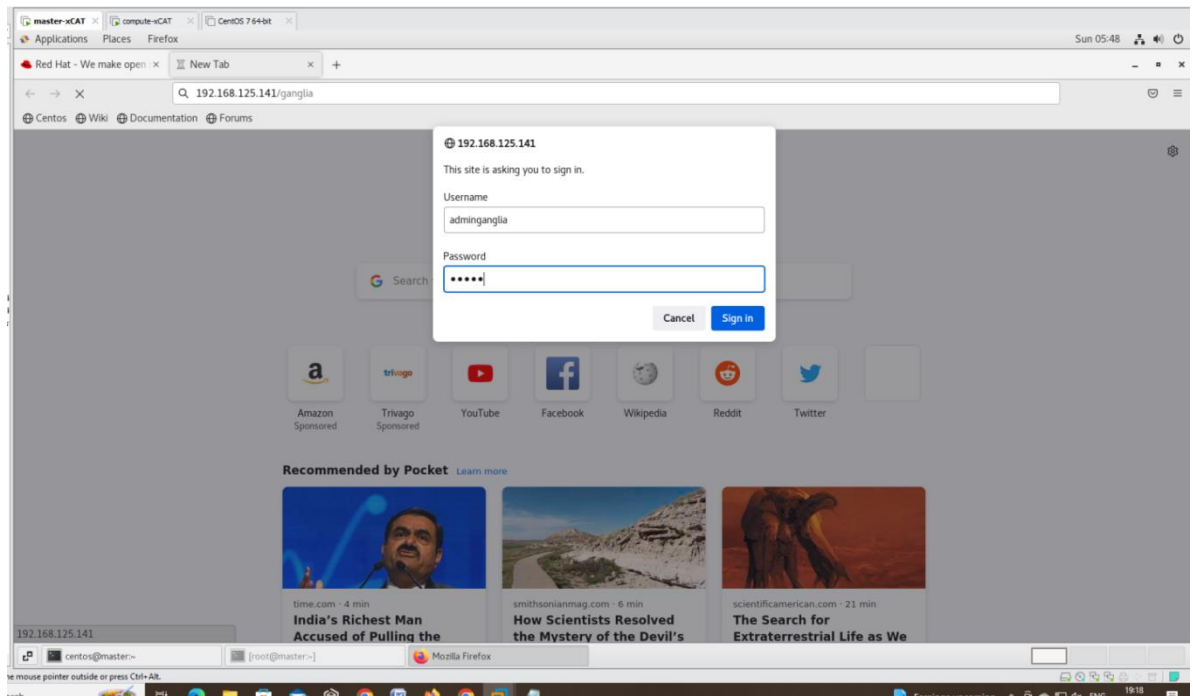 master-xCAT × compute-xCAT × CentOS 7 64-bit ×
Applications Places Firefox Sun 05:48
Red Hat - We make open × New Tab × +
192.168.125.141/ganglia
Centos Wiki Documentation Forums
192.168.125.141
This site is asking you to sign in.
Username
adminganglia
Password
•••••
Search
Cancel Sign in
a trivago
Amazon Trivago YouTube Facebook Wikipedia Reddit Twitter
Sponsored Sponsored
Recommended by Pocket Learn more
time.com · 4 min smithsonianmag.com · 6 min scientificamerican.com · 21 min
India's Richest Man How Scientists Resolved The Search for
Accused of Pulling the the Mystery of the Devil's Extraterrestrial Life as We
192.168.125.141
centos@master:~ [root@master:~] Mozilla Firefox
mouse pointer outside or press Ctrl+Alt.
ENG 19:18